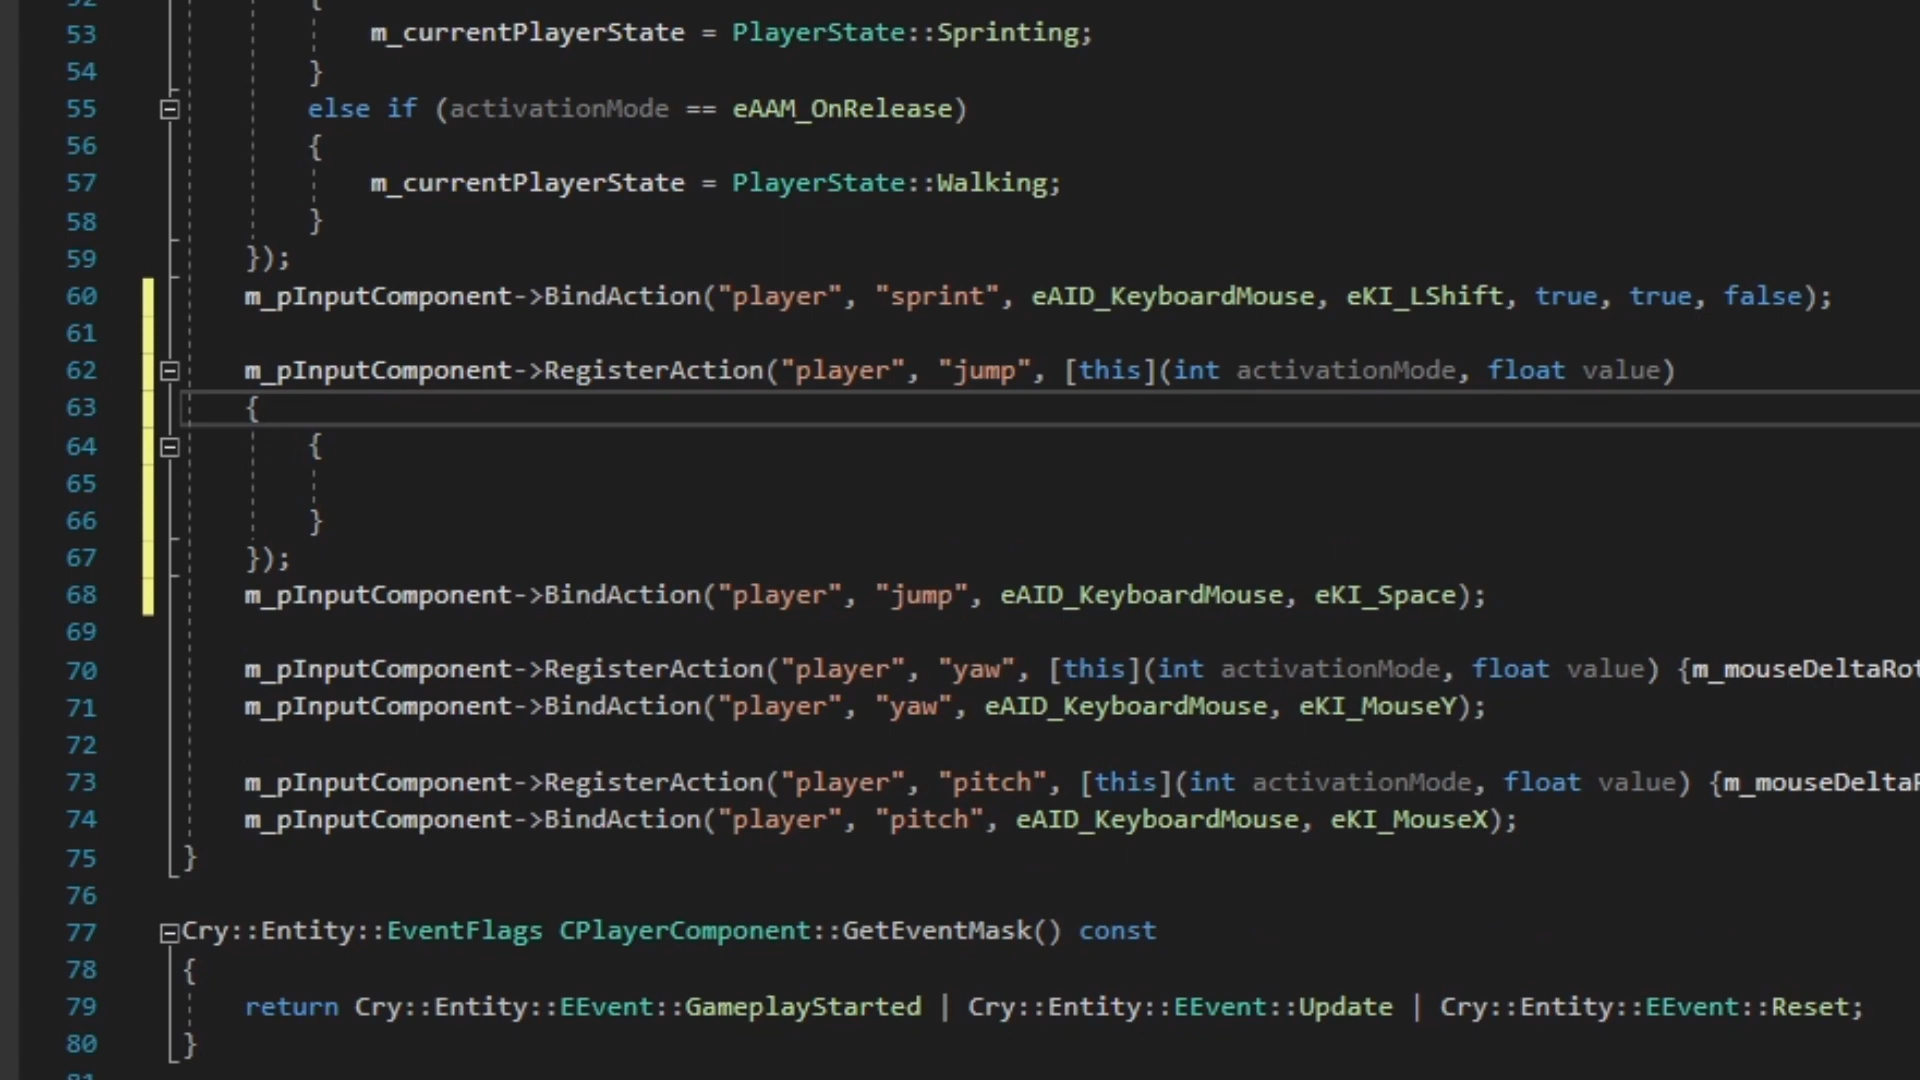 52 {
53 m_currentPlayerState = PlayerState::Sprinting;
54 }
55 else if (activationMode == eAAM_OnRelease)
56 {
57 m_currentPlayerState = PlayerState::Walking;
58 }
59 });
60 m_pInputComponent->BindAction("player", "sprint", eAID_KeyboardMouse, eKI_LShift, true, true, false);
61
62 m_pInputComponent->RegisterAction("player", "jump", [this](int activationMode, float value)
63 {
64 {
65
66 }
67 });
68 m_pInputComponent->BindAction("player", "jump", eAID_KeyboardMouse, eKI_Space);
69
70 m_pInputComponent->RegisterAction("player", "yaw", [this](int activationMode, float value) {m_mouseDeltaRot
71 m_pInputComponent->BindAction("player", "yaw", eAID_KeyboardMouse, eKI_MouseY);
72
73 m_pInputComponent->RegisterAction("player", "pitch", [this](int activationMode, float value) {m_mouseDeltaR
74 m_pInputComponent->BindAction("player", "pitch", eAID_KeyboardMouse, eKI_MouseX);
75 }
76
77 Cry::Entity::EventFlags CPlayerComponent::GetEventMask() const
78 {
79 return Cry::Entity::EEvent::GameplayStarted | Cry::Entity::EEvent::Update | Cry::Entity::EEvent::Reset;
80 }
81